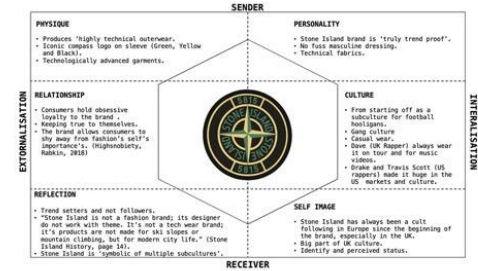 SENDER
PHYSIQUE
• Produces 'highly technical outerwear.
• Iconic compass logo on sleeve (Green, Yellow
and Black).
• Technologically advanced garments.
PERSONALITY
• Stone Island brand is 'truly trend proof'.
• No fuss masculine dressing.
• Technical fabrics.
EXTORNALISATION
RELATIONSHIP
• Consumers hold obsessive
loyalty to the brand .
• Keeping true to themselves.
• The brand allows consumers to
shy away from fashion's self's
importance's. (Highsnobiety,
Rabkin, 2018)
5815
STONE ISLAND
STONE ISLAND
5815
CULTURE
• From starting off as a
subculture for football
hooligans.
• Gang culture
• Casual wear.
• Dave (UK Rapper) always wear
it on tour and for music
videos.
• Drake and Travis Scott (US
rappers) made it huge in the
US markets and culture.
INTERALISATION
REFLECTION
• Trend setters and not followers.
• "Stone Island is not a fashion brand; its designer
do not work with theme. It's not a tech wear brand;
it's products are not made for ski slopes or
mountain climbing, but for modern city life." (Stone
Island History, page 14).
• Stone Island is 'symbolic of multiple subcultures'.
SELF IMAGE
• Stone Island has always been a cult
following in Europe since the beginning of
the brand, especially in the UK.
• Big part of UK culture.
• Identify and perceived status.
RECEIVER